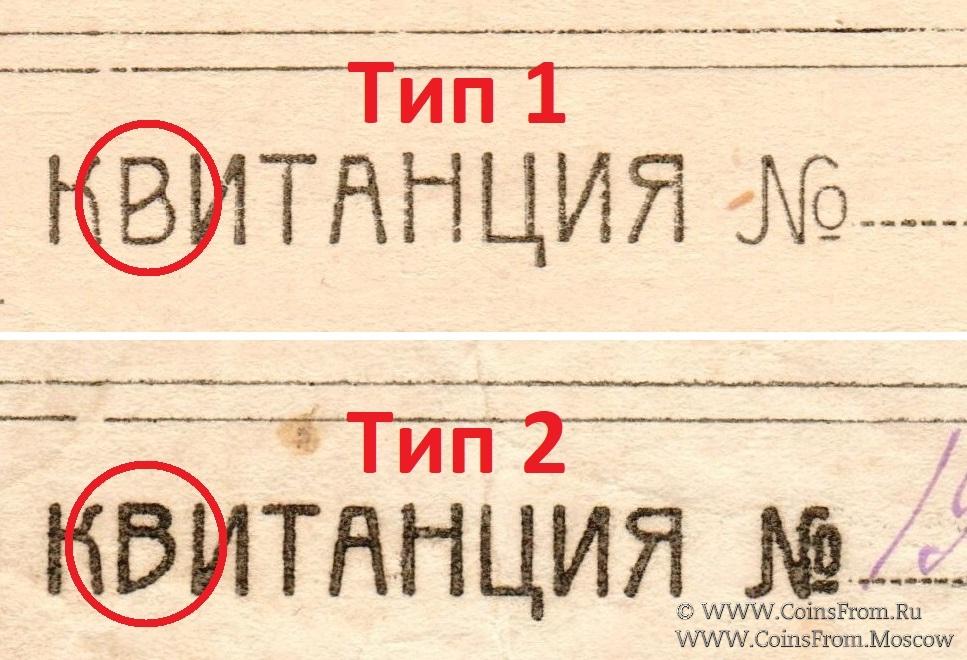 Тип 1
КВИТАНЦИЯ №
Тип 2
КВИТАНЦИЯ №
© WWW.CoinsFrom.Ru
WWW.CoinsFrom.Moscow